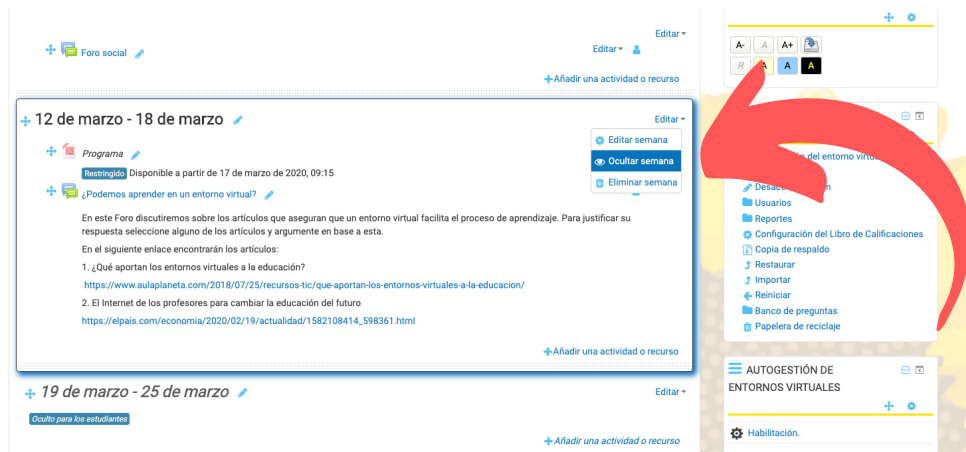 Editar
Foro social
Editar
+Añadir una actividad o recurso
12 de marzo - 18 de marzo
Editar
Editar semana
Ocultar semana
Eliminar semana
Programa
Restringido Disponible a partir de 17 de marzo de 2020, 09:15
¿Podemos aprender en un entorno virtual?
En este Foro discutiremos sobre los artículos que aseguran que un entorno virtual facilita el proceso de aprendizaje. Para justificar su
respuesta seleccione alguno de los artículos y argumente en base a esta.
En el siguiente enlace encontrarán los artículos:
1. ¿Qué aportan los entornos virtuales a la educación?
https://www.aulaplaneta.com/2018/07/25/recursos-tic/que-aportan-los-entornos-virtuales-a-la-educacion/
2. El Internet de los profesores para cambiar la educación del futuro
https://elpais.com/economia/2020/02/19/actualidad/1582108414_598361.html
+Añadir una actividad o recurso
19 de marzo - 25 de marzo
Editar
Oculto para los estudiantes
+Añadir una actividad o recurso
A- A A+
R A A A
del entorno
Usuarios
Reportes
Configuración del Libro de Calificaciones
Copia de respaldo
Restaurar
Importar
Reiniciar
Banco de preguntas
Papelera de reciclaje
AUTOGESTIÓN DE
ENTORNOS VIRTUALES
Habilitación.